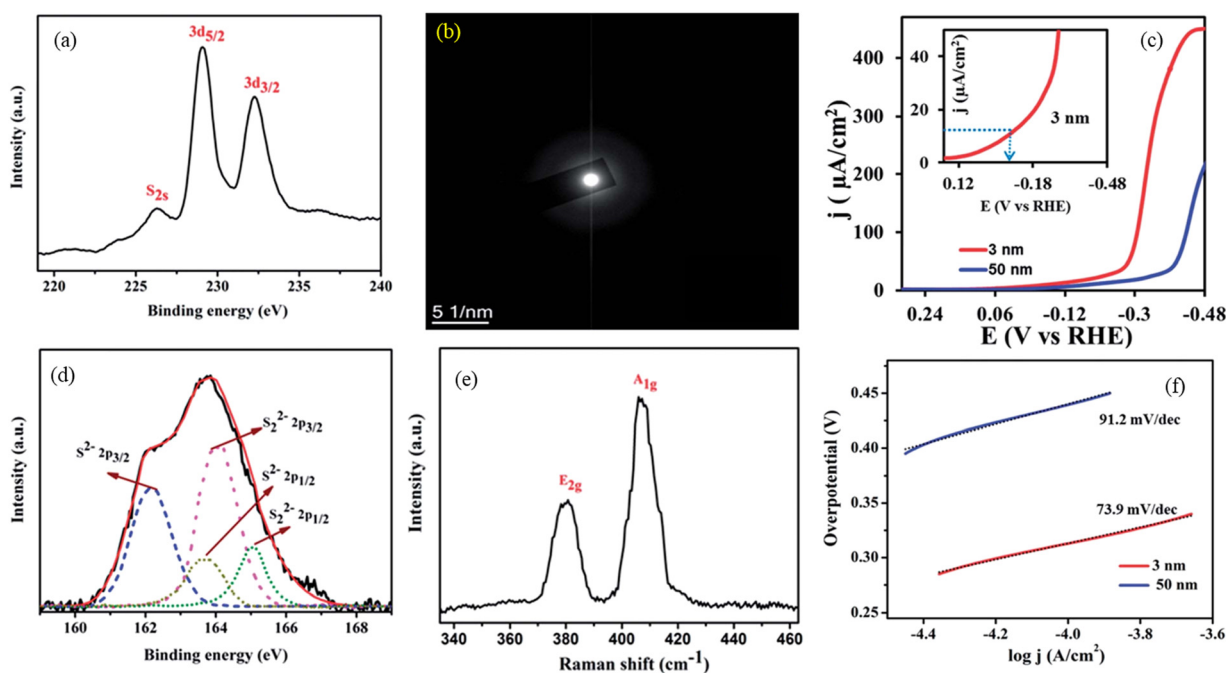 (a)
3d5/2
3d3/2
S2s
Intensity (a.u.)
220 225 230 235 240
Binding energy (eV)
(b)
5 1/nm
(c)
j (µA/cm²)
40
20
0
3 nm
0.12 -0.18 -0.48
E (V vs RHE)
j ( µA/cm²)
400
300
200
100
0
3 nm
50 nm
0.24 0.06 -0.12 -0.3 -0.48
E (V vs RHE)
(d)
S²⁻ 2p3/2
S₂²⁻ 2p3/2
S²⁻ 2p1/2
S₂²⁻ 2p1/2
Intensity (a.u.)
160 162 164 166 168
Binding energy (eV)
(e)
A1g
E2g
Intensity (a.u.)
340 360 380 400 420 440 460
Raman shift (cm⁻¹)
(f)
Overpotential (V)
0.45
0.40
0.35
0.30
0.25
91.2 mV/dec
73.9 mV/dec
3 nm
50 nm
-4.4 -4.2 -4.0 -3.8 -3.6
log j (A/cm²)